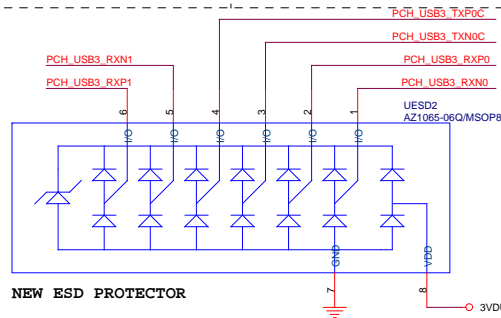 PCH_USB3_TXP0C
PCH_USB3_TXN0C
PCH_USB3_RXN1
PCH_USB3_RXP0
PCH_USB3_RXP1
PCH_USB3_RXN0
UESD2
AZ1065-06Q/MSOP8
6 5 4 3 2 1
I/O I/O I/O I/O I/O I/O
GND VDD
NEW ESD PROTECTOR
7 8